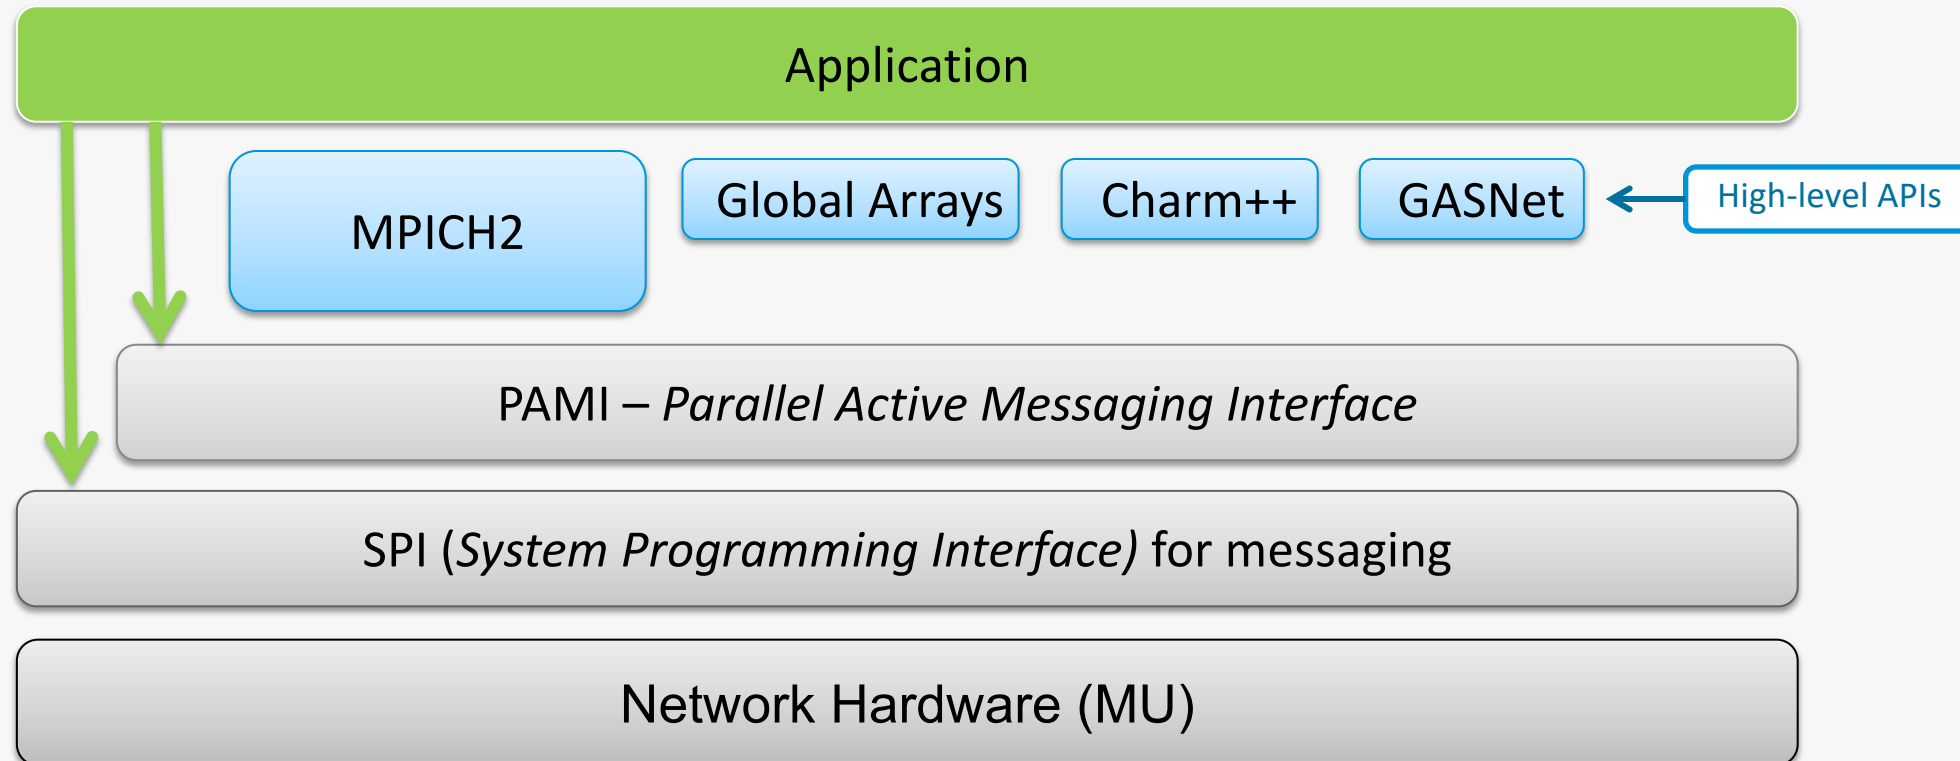 Application
MPICH2
Global Arrays
Charm++
GASNet
High-level APIs
PAMI – Parallel Active Messaging Interface
SPI (System Programming Interface) for messaging
Network Hardware (MU)